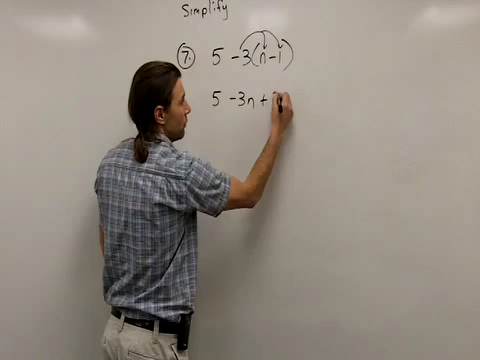 Simplify
7. 5 -3(n-1)
5 -3n +